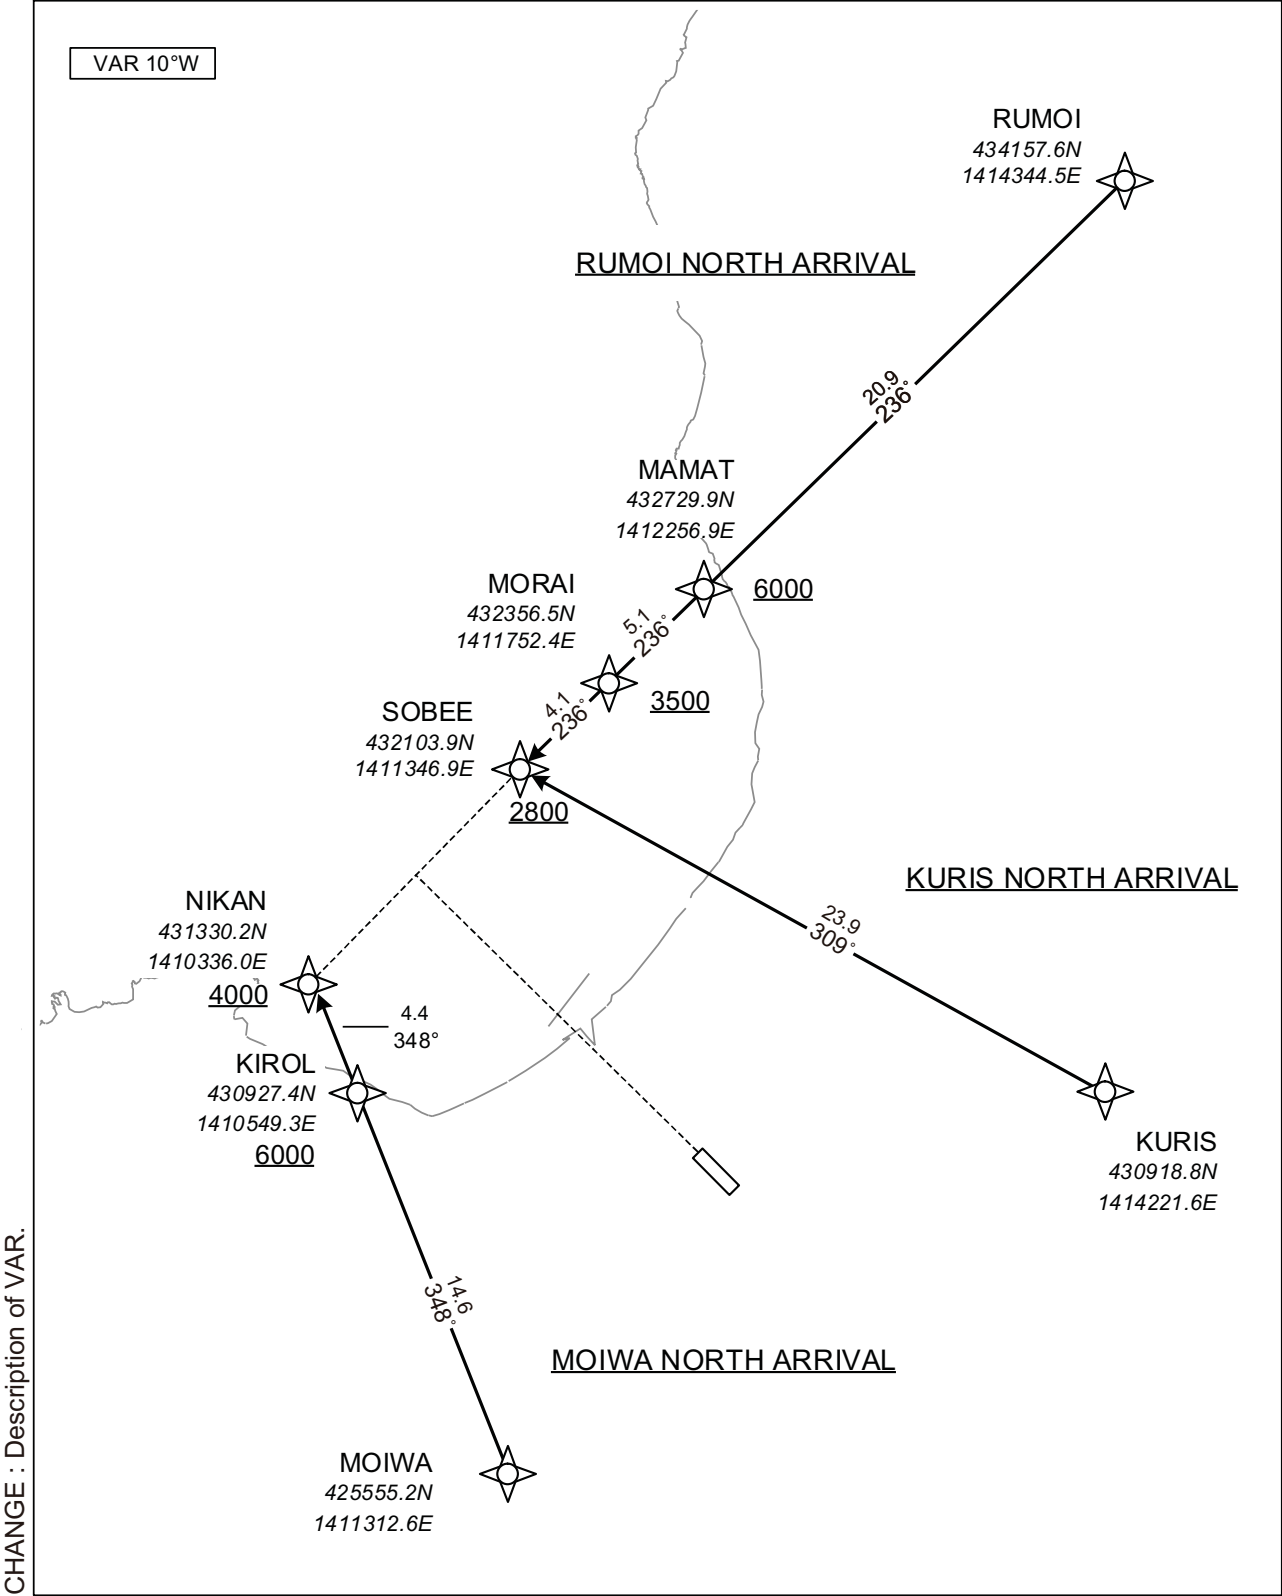 VAR 10°W
RUMOI
434157.6N
1414344.5E
RUMOI NORTH ARRIVAL
20.9
236°
MAMAT
432729.9N
1412256.9E
6000
5.1
236°
MORAI
432356.5N
1411752.4E
3500
4.1
236°
SOBEE
432103.9N
1411346.9E
2800
KURIS NORTH ARRIVAL
23.9
309°
NIKAN
431330.2N
1410336.0E
4000
4.4
348°
KIROL
430927.4N
1410549.3E
6000
KURIS
430918.8N
1414221.6E
14.6
348°
MOIWA NORTH ARRIVAL
MOIWA
425555.2N
1411312.6E
CHANGE : Description of VAR.